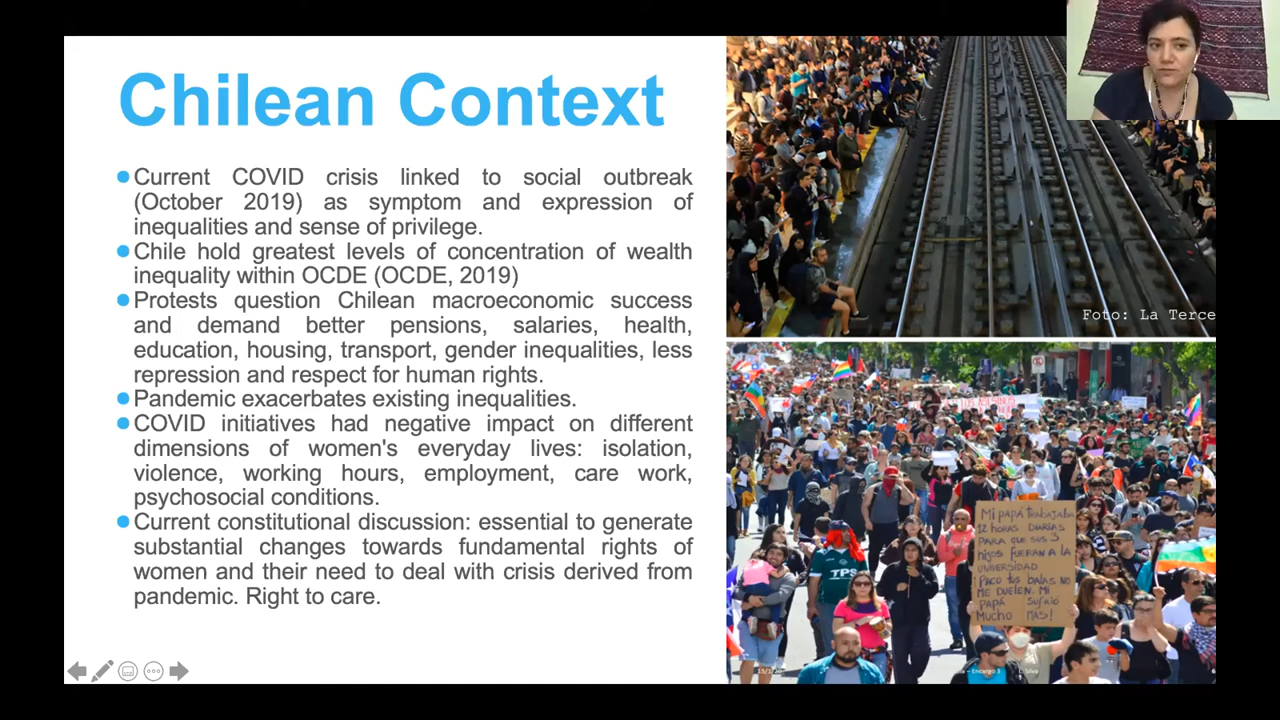 Chilean Context
Current COVID crisis linked to social outbreak
(October 2019) as symptom and expression of
inequalities and sense of privilege.
Chile hold greatest levels of concentration of wealth
inequality within OCDE (OCDE, 2019)
Protests question Chilean macroeconomic success
and demand better pensions, salaries, health,
education, housing, transport, gender inequalities, less
repression and respect for human rights.
Pandemic exacerbates existing inequalities.
COVID initiatives had negative impact on different
dimensions of women's everyday lives: isolation,
violence, working hours, employment, care work,
psychosocial conditions.
Current constitutional discussion: essential to generate
substantial changes towards fundamental rights of
women and their need to deal with crisis derived from
pandemic. Right to care.
Foto: La Terce
Mi papá trabajaba
12 horas diarias
para que sus 3
hijos fueran a la
universidad
¡Paco tus balas no
me duelen. Mi
papá sufrió
mucho más!
TPS